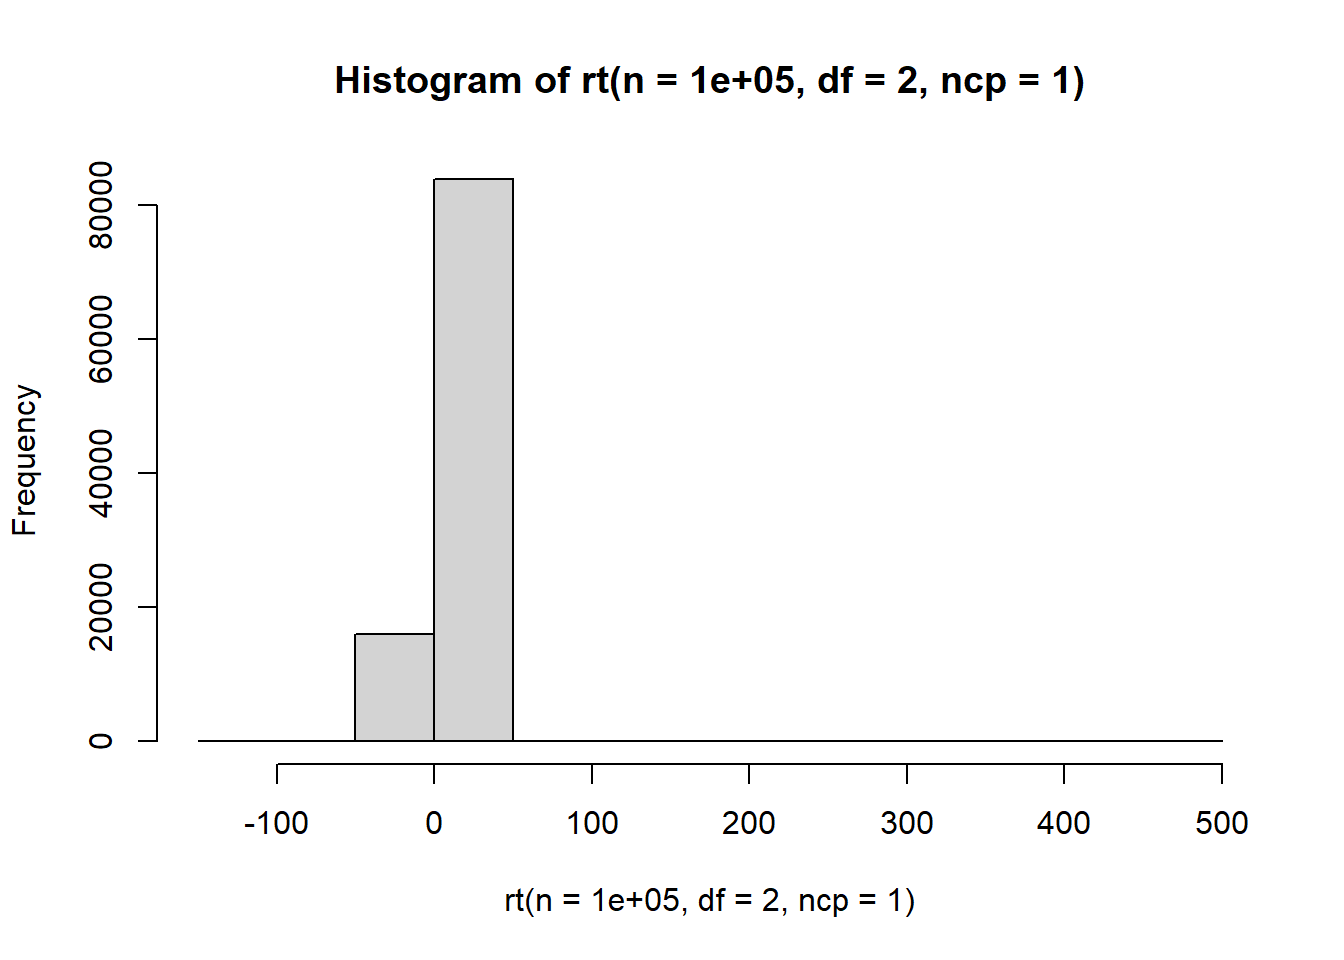 Histogram of rt(n = 1e+05, df = 2, ncp = 1)
Frequency
80000
60000
40000
20000
0
-100 0 100 200 300 400 500
rt(n = 1e+05, df = 2, ncp = 1)